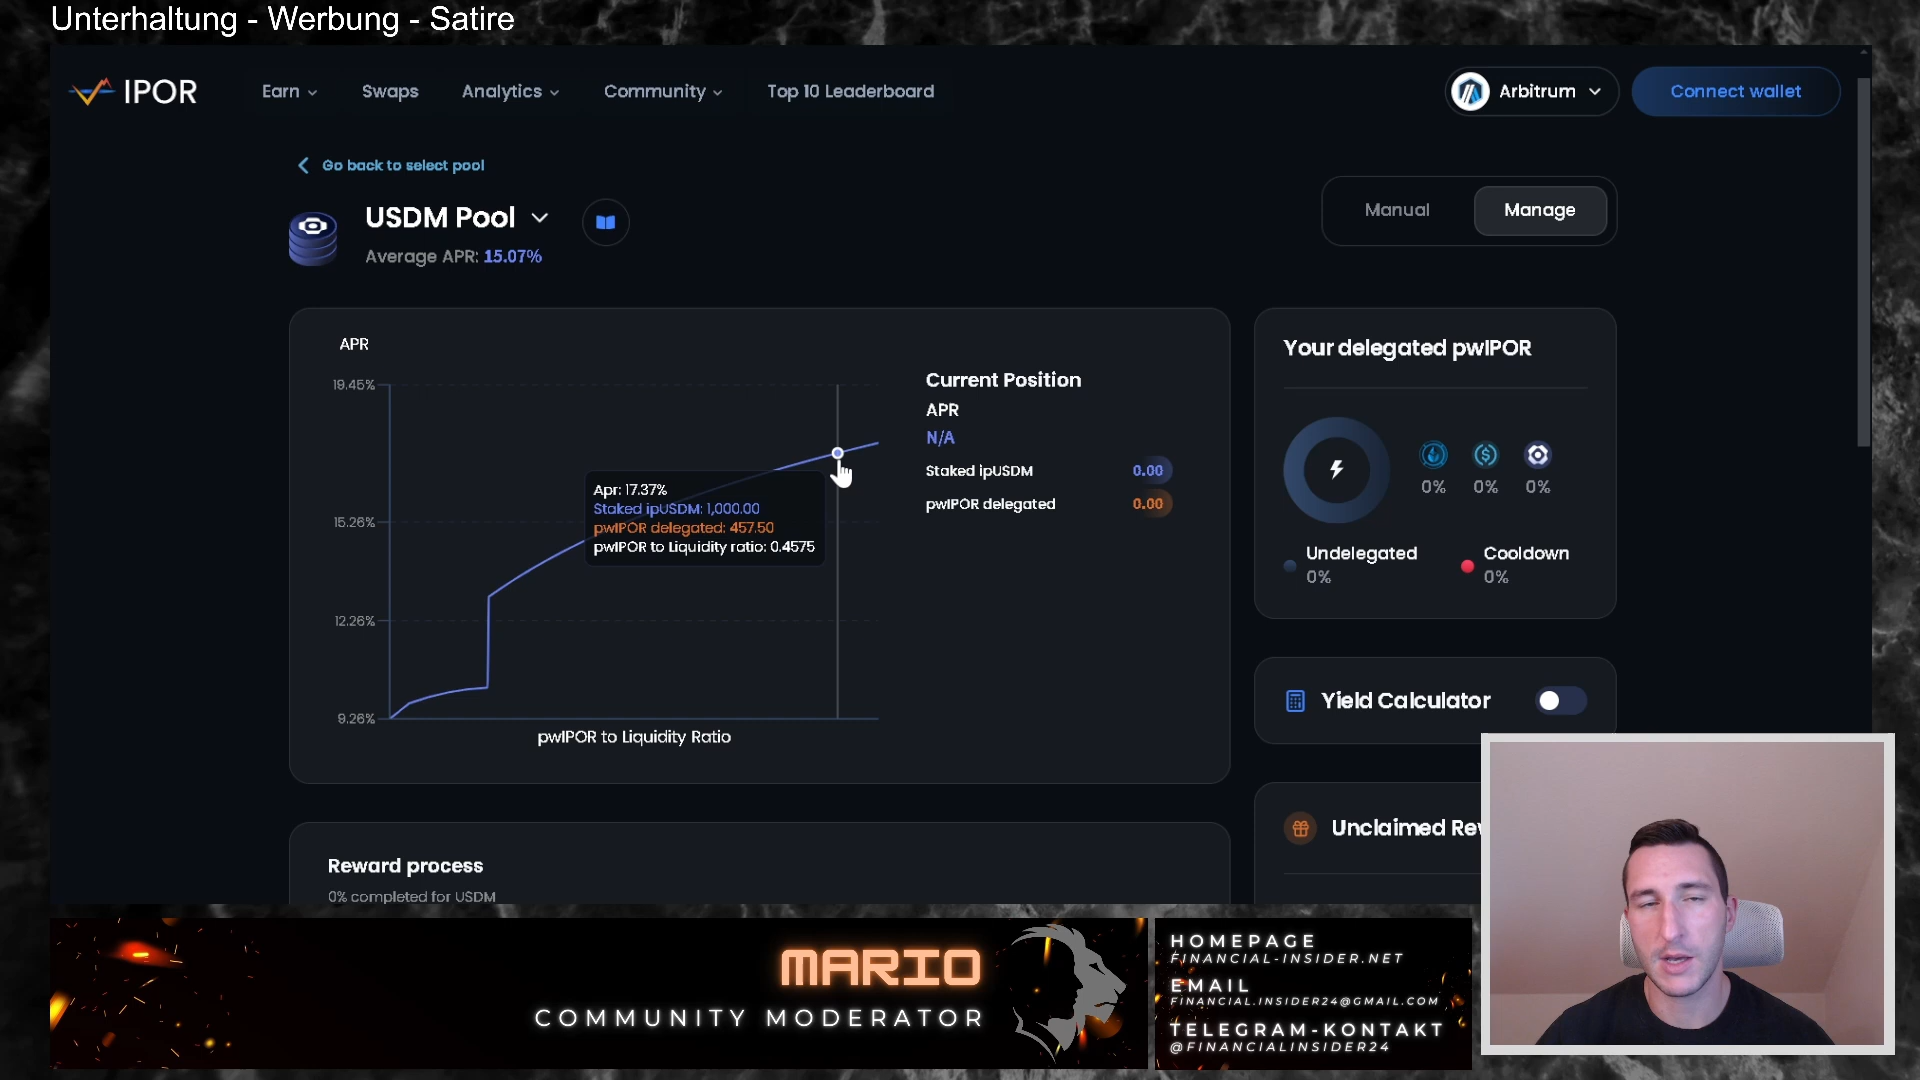 Unterhaltung - Werbung - Satire
IPOR
Earn
Swaps
Analytics
Community
Top 10 Leaderboard
Arbitrum
Connect wallet
Go back to select pool
USDM Pool
Average APR: 15.07%
Manual
Manage
APR
19.45%
15.26%
12.26%
9.26%
Apr: 17.37%
Staked ipUSDM: 1,000.00
pwIPOR delegated: 457.50
pwIPOR to Liquidity ratio: 0.4575
pwIPOR to Liquidity Ratio
Current Position
APR
N/A
Staked ipUSDM 0.00
pwIPOR delegated 0.00
Your delegated pwIPOR
0% 0% 0%
Undelegated
0%
Cooldown
0%
Yield Calculator
Unclaimed Re
Reward process
0% completed for USDM
MARIO
COMMUNITY MODERATOR
HOMEPAGE
FINANCIAL-INSIDER.NET
EMAIL
FINANCIAL.INSIDER24@GMAIL.COM
TELEGRAM-KONTAKT
@FINANCIALINSIDER24